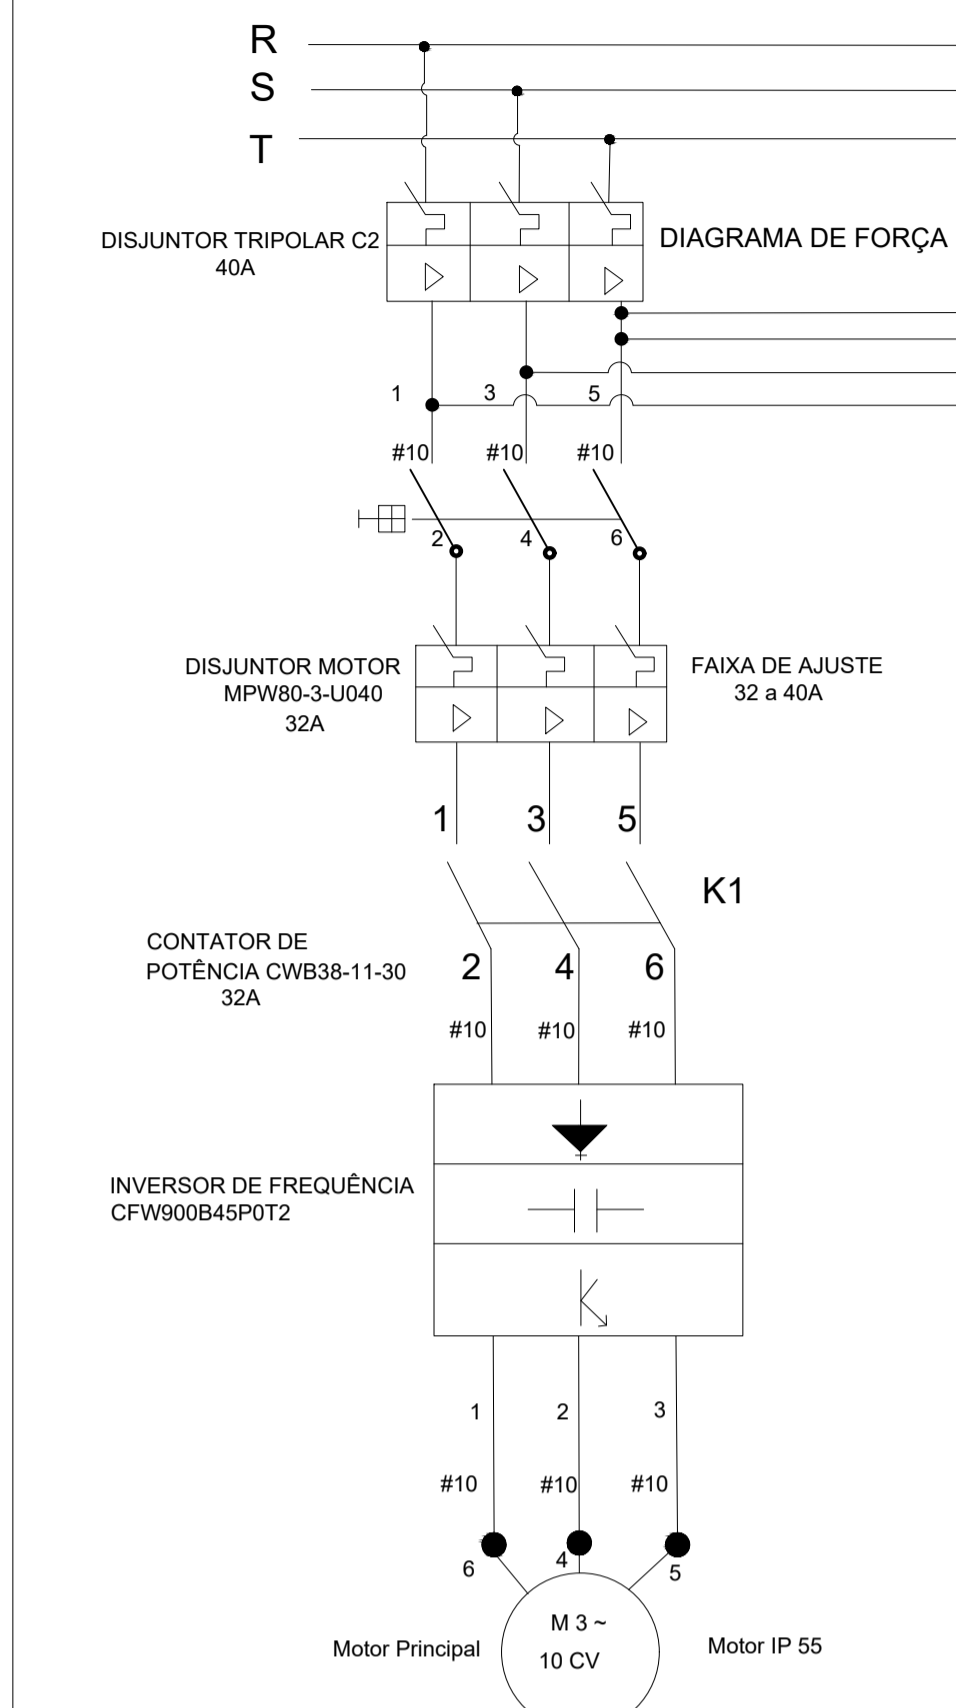 R
S
T
DISJUNTOR TRIPOLAR C2
40A
DIAGRAMA DE FORÇA
1 3 5
#10 #10 #10
2 4 6
DISJUNTOR MOTOR
MPW80-3-U040
32A
FAIXA DE AJUSTE
32 a 40A
1 3 5
K1
CONTATOR DE
POTÊNCIA CWB38-11-30
32A
2 4 6
#10 #10 #10
INVERSOR DE FREQUÊNCIA
CFW900B45P0T2
1 2 3
#10 #10 #10
6 4 5
M 3 ~
10 CV
Motor Principal
Motor IP 55